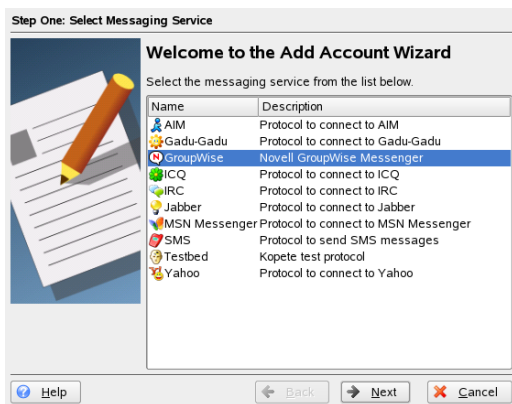 Step One: Select Messaging Service
Welcome to the Add Account Wizard
Select the messaging service from the list below.
Name Description
AIM Protocol to connect to AIM
Gadu-Gadu Protocol to connect to Gadu-Gadu
N GroupWise Novell GroupWise Messenger
ICQ Protocol to connect to ICQ
IRC Protocol to connect to IRC
Jabber Protocol to connect to Jabber
MSN Messenger Protocol to connect to MSN Messenger
SMS Protocol to send SMS messages
Testbed Kopete test protocol
Yahoo Protocol to connect to Yahoo
Help Back Next Cancel